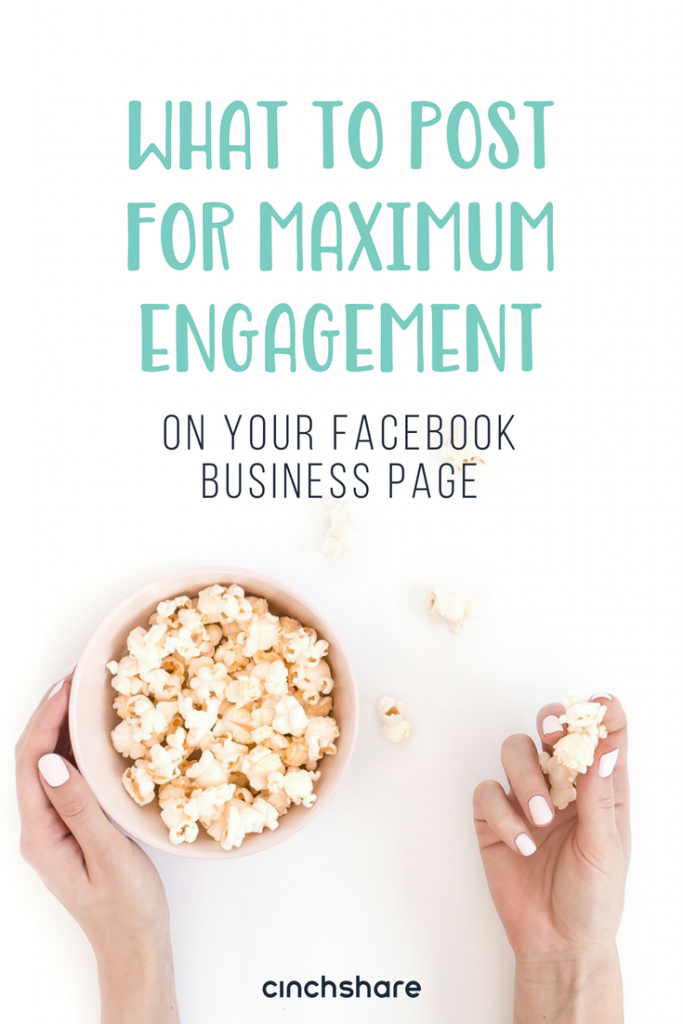 WHAT TO POST
FOR MAXIMUM
ENGAGEMENT
ON YOUR FACEBOOK
BUSINESS PAGE
cinchshare